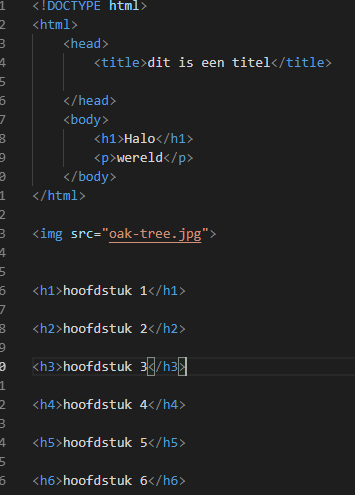 1 <!DOCTYPE html>
2 <html>
3 <head>
4 <title>dit is een titel</title>
5
6 </head>
7 <body>
8 <h1>Halo</h1>
9 <p>wereld</p>
0 </body>
1 </html>
2
3 <img src="oak-tree.jpg">
4
5
6 <h1>hoofdstuk 1</h1>
7
8 <h2>hoofdstuk 2</h2>
9
0 <h3>hoofdstuk 3</h3>
1
2 <h4>hoofdstuk 4</h4>
3
4 <h5>hoofdstuk 5</h5>
5
6 <h6>hoofdstuk 6</h6>